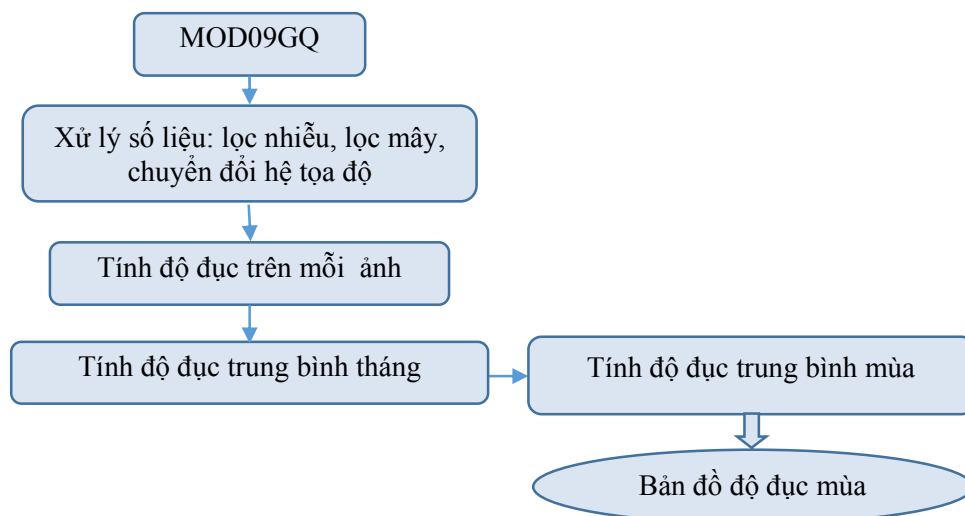 MOD09GQ
Xử lý số liệu: lọc nhiễu, lọc mây,
chuyển đổi hệ tọa độ
Tính độ đục trên mỗi ảnh
Tính độ đục trung bình tháng
Tính độ đục trung bình mùa
Bản đồ độ đục mùa